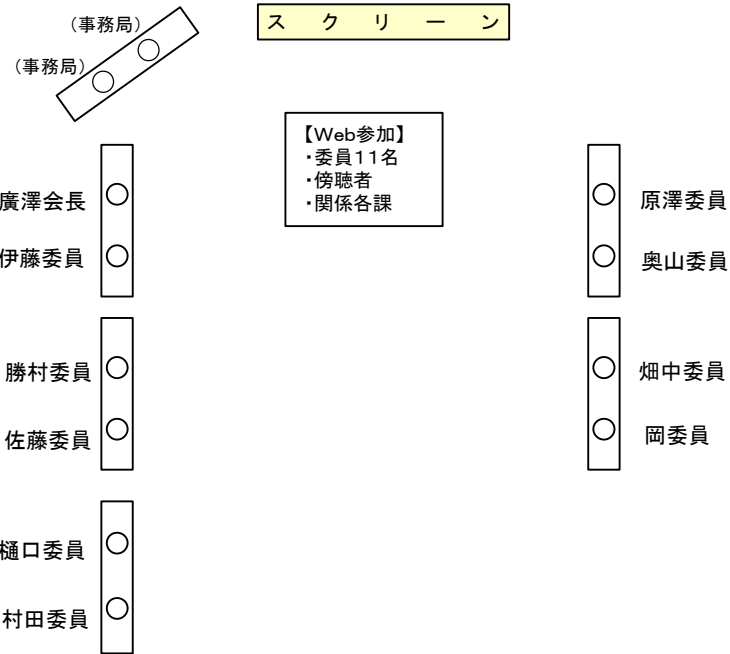 (事務局)
スクリーン
(事務局)
【Web参加】
・委員11名
・傍聴者
・関係各課
廣澤会長
原澤委員
伊藤委員
奥山委員
勝村委員
畑中委員
佐藤委員
岡委員
樋口委員
村田委員